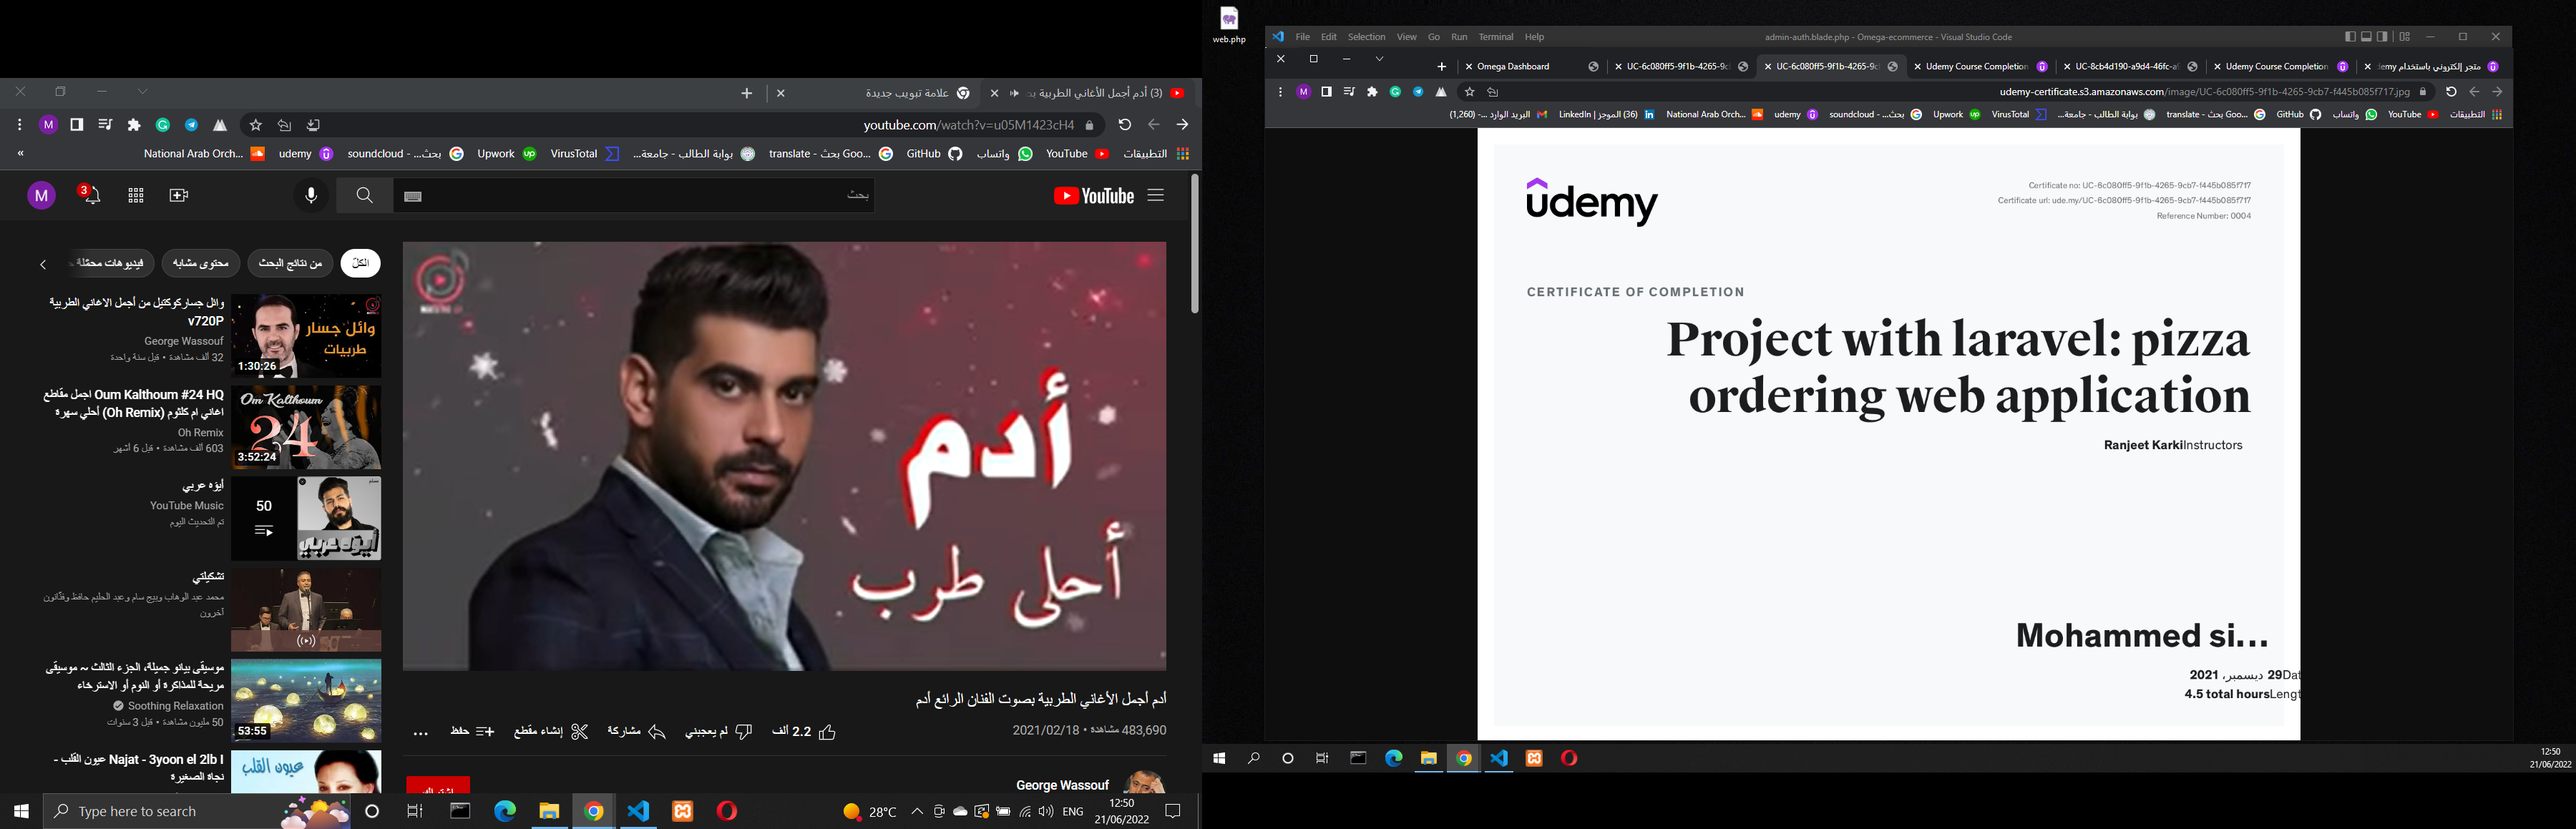 (3) أدم أجمل الأغاني الطربية بص
علامة تبويب جديدة
youtube.com/watch?v=u05M1423cH4
M
التطبيقات
YouTube
واتساب
GitHub
translate - بحث Goo...
بوابة الطالب - جامعة...
VirusTotal
Upwork
soundcloud - بحث...
udemy
National Arab Orch...
«
YouTube
بحث
3
M
الكلّ
من نتائج البحث
محتوى مشابه
فيديوهات محمّلة
أدم
أحلى طرب
أدم أجمل الأغاني الطربية بصوت الفنان الرائع أدم
483,690 مشاهدة • 2021/02/18
2.2 ألف
لم يعجبني
مشاركة
إنشاء مقطع
حفظ
...
George Wassouf
اشتراك
وائل جسار
طربيات
1:30:26
وائل جسار كوكتيل من أجمل الاغاني الطربية
v720P
George Wassouf
32 ألف مشاهدة • قبل سنة واحدة
Om Kalthoum
24
3:52:24
Oum Kalthoum #24 HQ اجمل مقاطع
اغاني ام كلثوم (Oh Remix) أحلي سهرة
Oh Remix
603 ألف مشاهدة • قبل 6 أشهر
50
أيوّه عربي
أيوّه عربي
YouTube Music
تم التحديث اليوم
تشكيلتي
محمد عبد الوهاب وبيج سام وعبد الحليم حافظ وفنّانون
آخرون
53:55
موسيقى بيانو جميلة، الجزء الثالث ~ موسيقى
مريحة للمذاكرة أو النوم أو الاسترخاء
Soothing Relaxation
50 مليون مشاهدة • قبل 3 سنوات
عيون القلب
Najat - 3yoon el 2lb l عيون القلب -
نجاة الصغيرة
Type here to search
28°C
ENG
12:50
21/06/2022
web.php
File Edit Selection View Go Run Terminal Help
admin-auth.blade.php - Omega-ecommerce - Visual Studio Code
متجر إلكتروني باستخدام demy
Udemy Course Completion
UC-8cb4d190-a9d4-46fc-a
Udemy Course Completion
UC-6c080ff5-9f1b-4265-9c
UC-6c080ff5-9f1b-4265-9c
Omega Dashboard
udemy-certificate.s3.amazonaws.com/image/UC-6c080ff5-9f1b-4265-9cb7-f445b085f717.jpg
M
التطبيقات
YouTube
واتساب
GitHub
translate - بحث Goo...
بوابة الطالب - جامعة...
VirusTotal
Upwork
soundcloud - بحث...
udemy
National Arab Orch...
(36) الموجز | LinkedIn
البريد الوارد ...- (1,260)
udemy
Certificate no: UC-6c080ff5-9f1b-4265-9cb7-f445b085f717
Certificate url: ude.my/UC-6c080ff5-9f1b-4265-9cb7-f445b085f717
Reference Number: 0004
CERTIFICATE OF COMPLETION
Project with laravel: pizza
ordering web application
Ranjeet KarkiInstructors
Mohammed si...
29 ديسمبر، 2021Dat
4.5 total hoursLengt
12:50
21/06/2022